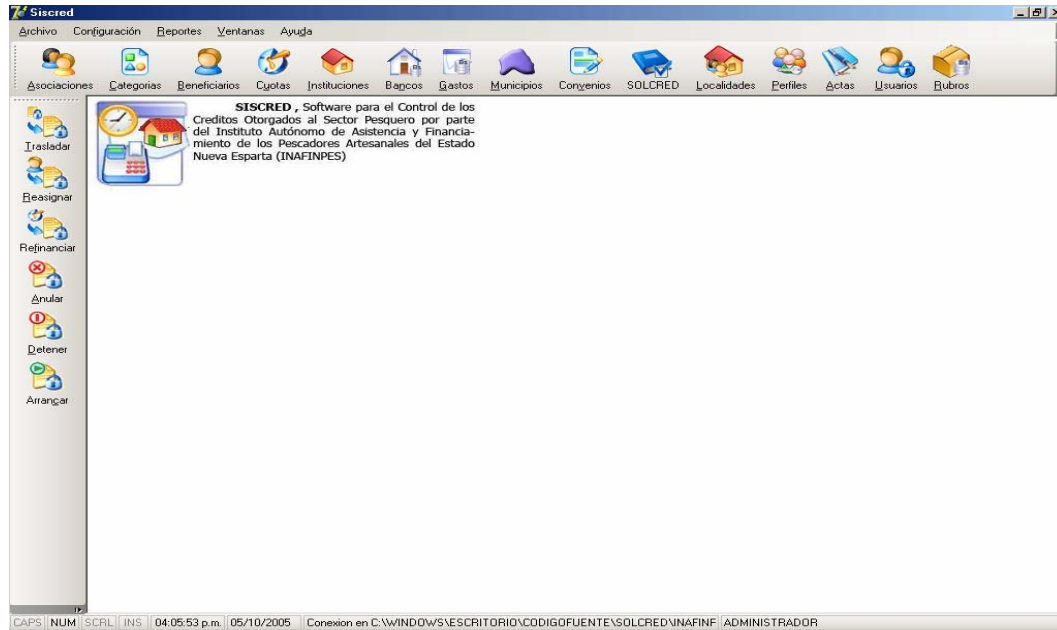 Siscred
Archivo Configuración Reportes Ventanas Ayuda
Asociaciones Categorias Beneficiarios Cuotas Instituciones Bancos Gastos Municipios Convenios SOLCRED Localidades Perfiles Actas Usuarios Rubros
Trasladar
Reasignar
Refinanciar
Anular
Detener
Arrancar
SISCRED , Software para el Control de los
Creditos Otorgados al Sector Pesquero por parte
del Instituto Autónomo de Asistencia y Financia-
miento de los Pescadores Artesanales del Estado
Nueva Esparta (INAFINPES)
CAPS NUM SCRL INS 04:05:53 p.m. 05/10/2005 Conexion en C:\WINDOWS\ESCRITORIO\CODIGOFUENTE\SOLCRED\INAFINF ADMINISTRADOR